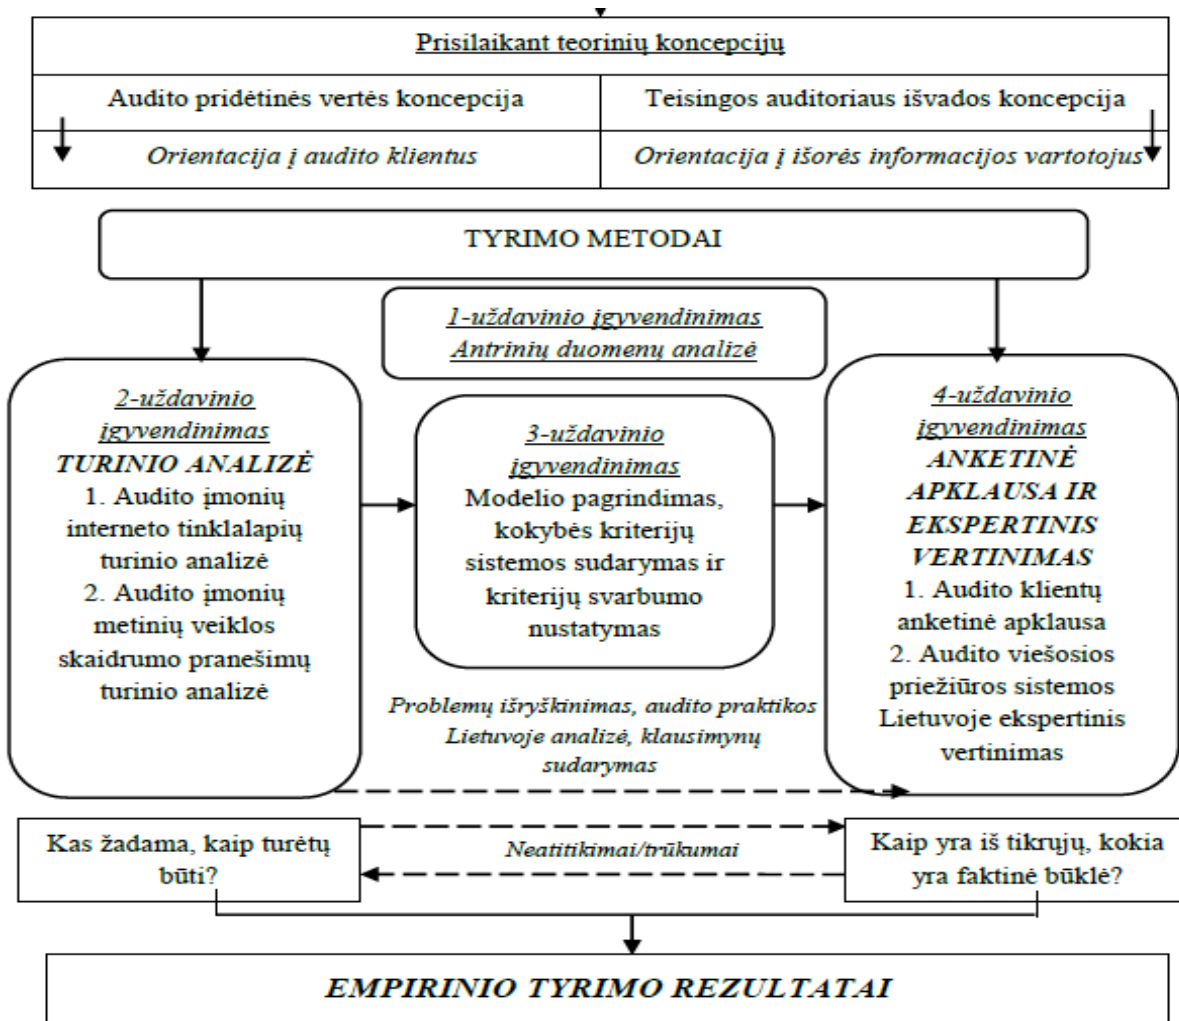 Prisilaikant teorinių koncepcijų
Audito pridėtinės vertės koncepcija
Teisingos auditoriaus išvados koncepcija
Orientacija į audito klientus
Orientacija į išorės informacijos vartotojus
TYRIMO METODAI
1-uždavinio įgyvendinimas
Antrinių duomenų analizė
2-uždavinio
įgyvendinimas
TURINIO ANALIZĖ
1. Audito įmonių
interneto tinklalapių
turinio analizė
2. Audito įmonių
metinių veiklos
skaidrumo pranešimų
turinio analizė
3-uždavinio
įgyvendinimas
Modelio pagrindimas,
kokybės kriterijų
sistemos sudarymas ir
kriterijų svarbumo
nustatymas
4-uždavinio
įgyvendinimas
ANKETINĖ
APKLAUSA IR
EKSPERTINIS
VERTINIMAS
1. Audito klientų
anketinė apklausa
2. Audito viešosios
priežiūros sistemos
Lietuvoje ekspertinis
vertinimas
Problemų išryškinimas, audito praktikos
Lietuvoje analizė, klausimynų
sudarymas
Kas žadama, kaip turėtų
būti?
Neatitikimai/trūkumai
Kaip yra iš tikrųjų, kokia
yra faktinė būklė?
EMPIRINIO TYRIMO REZULTATAI